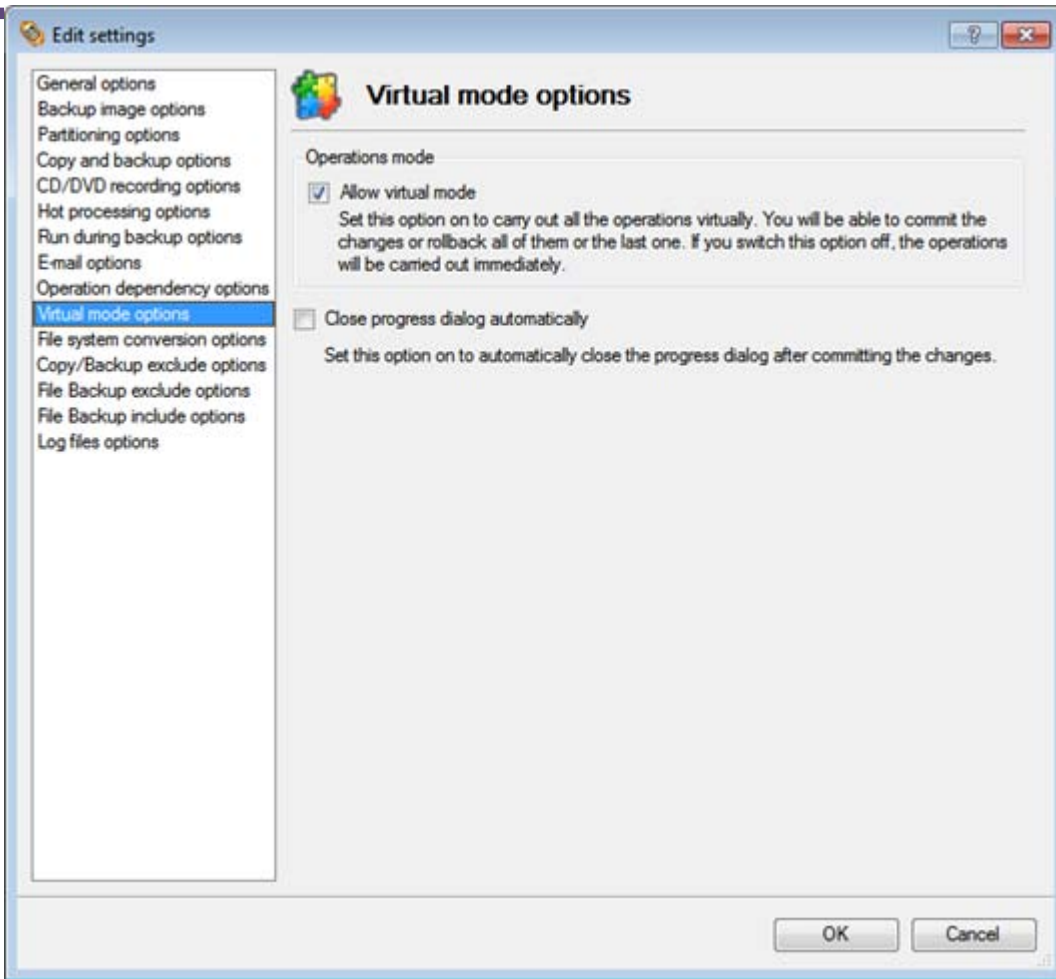 Edit settings
General options
Backup image options
Partitioning options
Copy and backup options
CD/DVD recording options
Hot processing options
Run during backup options
E-mail options
Operation dependency options
Virtual mode options
File system conversion options
Copy/Backup exclude options
File Backup exclude options
File Backup include options
Log files options
Virtual mode options
Operations mode
Allow virtual mode
Set this option on to carry out all the operations virtually. You will be able to commit the
changes or rollback all of them or the last one. If you switch this option off, the operations
will be carried out immediately.
Close progress dialog automatically
Set this option on to automatically close the progress dialog after committing the changes.
OK
Cancel